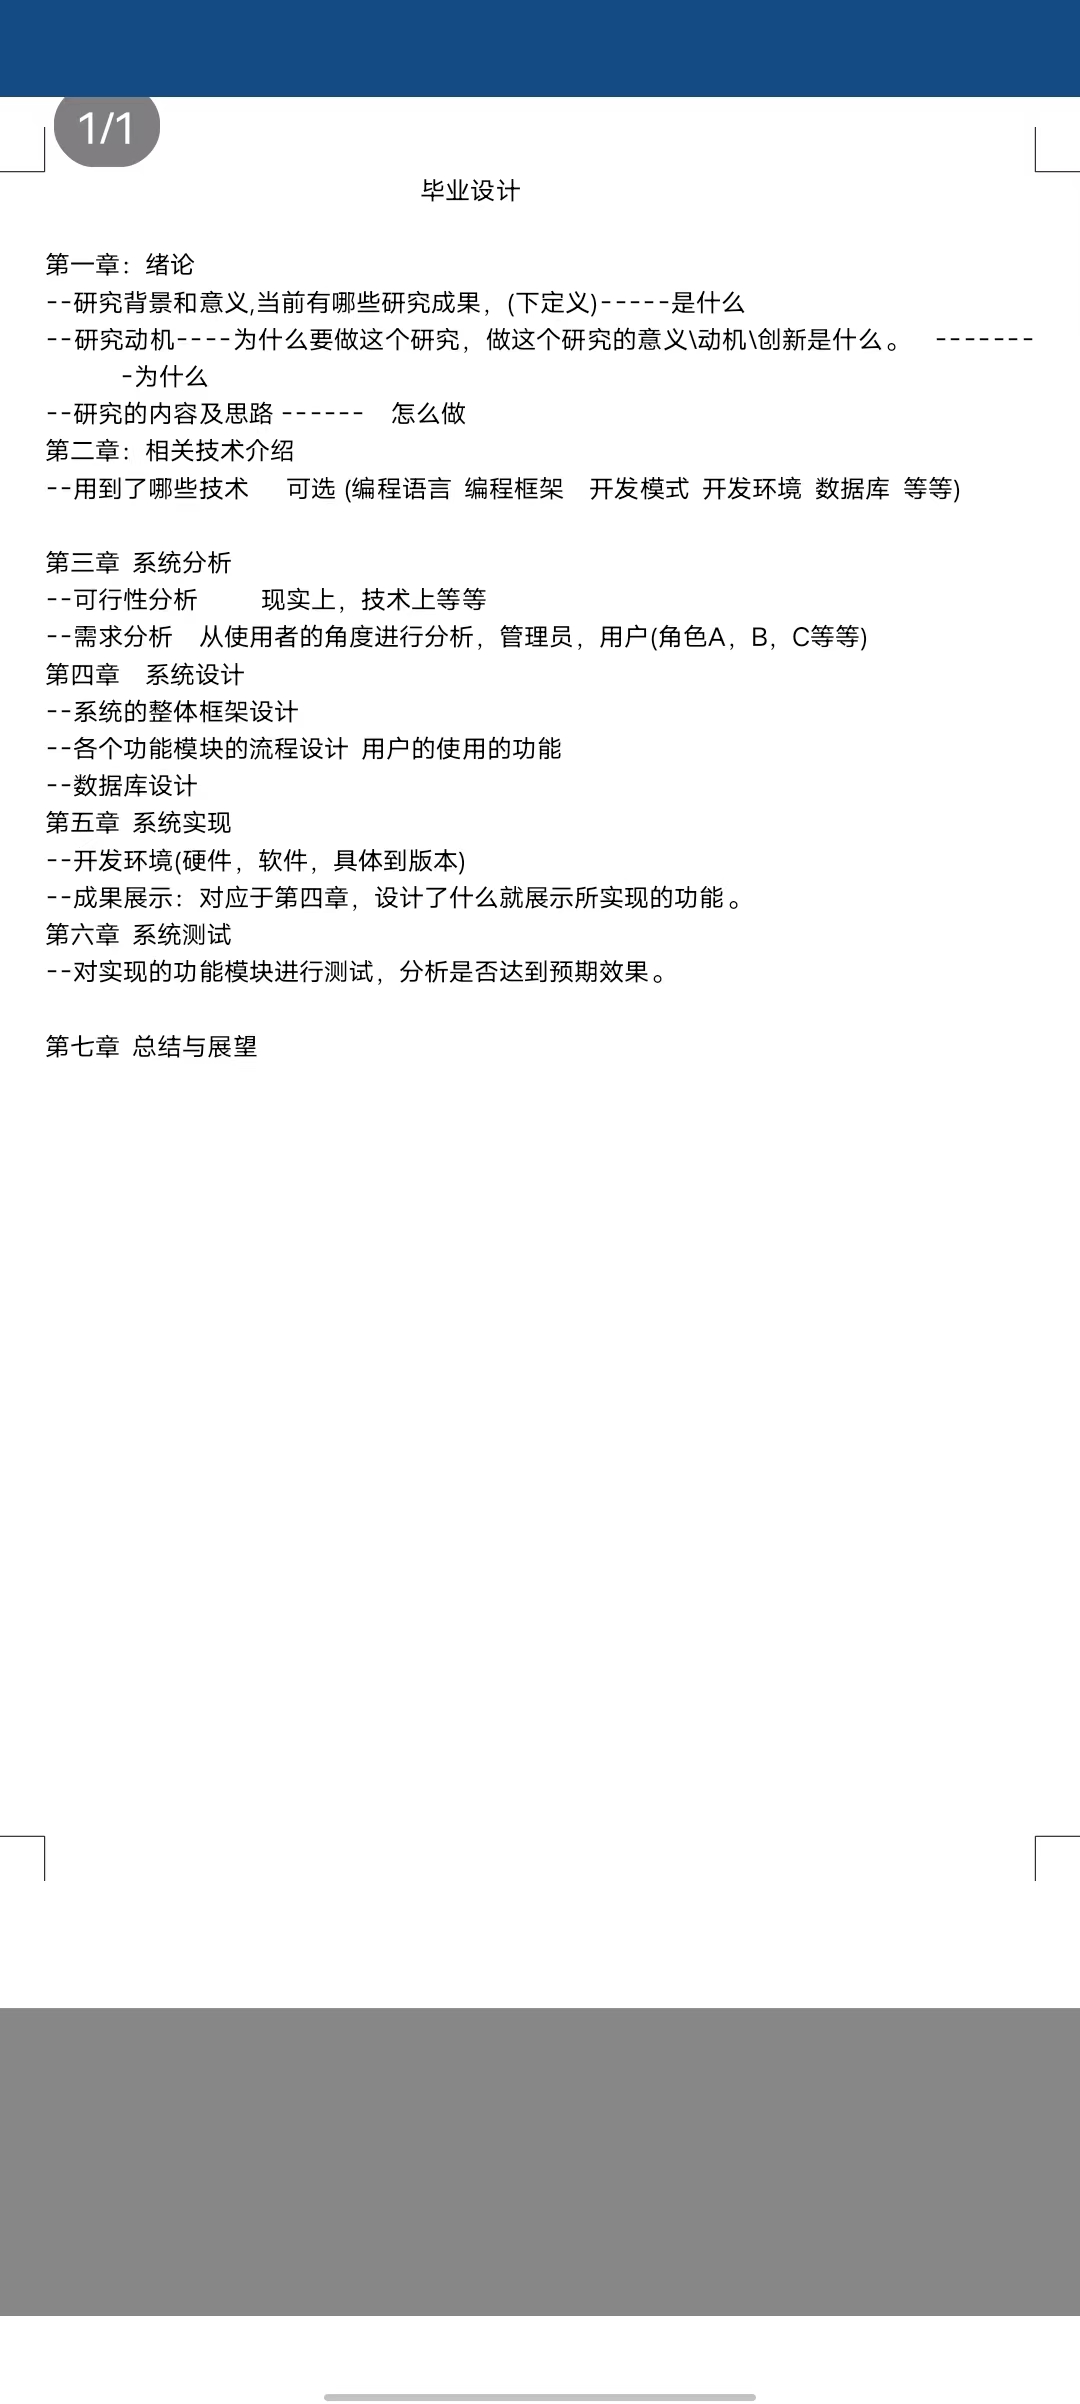 1/1
毕业设计
第一章：绪论
--研究背景和意义,当前有哪些研究成果，(下定义)-----是什么
--研究动机----为什么要做这个研究，做这个研究的意义\动机\创新是什么。 -------
-为什么
--研究的内容及思路 ------ 怎么做
第二章：相关技术介绍
--用到了哪些技术 可选 (编程语言 编程框架 开发模式 开发环境 数据库 等等)
第三章 系统分析
--可行性分析 现实上，技术上等等
--需求分析 从使用者的角度进行分析，管理员，用户(角色A，B，C等等)
第四章 系统设计
--系统的整体框架设计
--各个功能模块的流程设计 用户的使用的功能
--数据库设计
第五章 系统实现
--开发环境(硬件，软件，具体到版本)
--成果展示：对应于第四章，设计了什么就展示所实现的功能。
第六章 系统测试
--对实现的功能模块进行测试，分析是否达到预期效果。
第七章 总结与展望